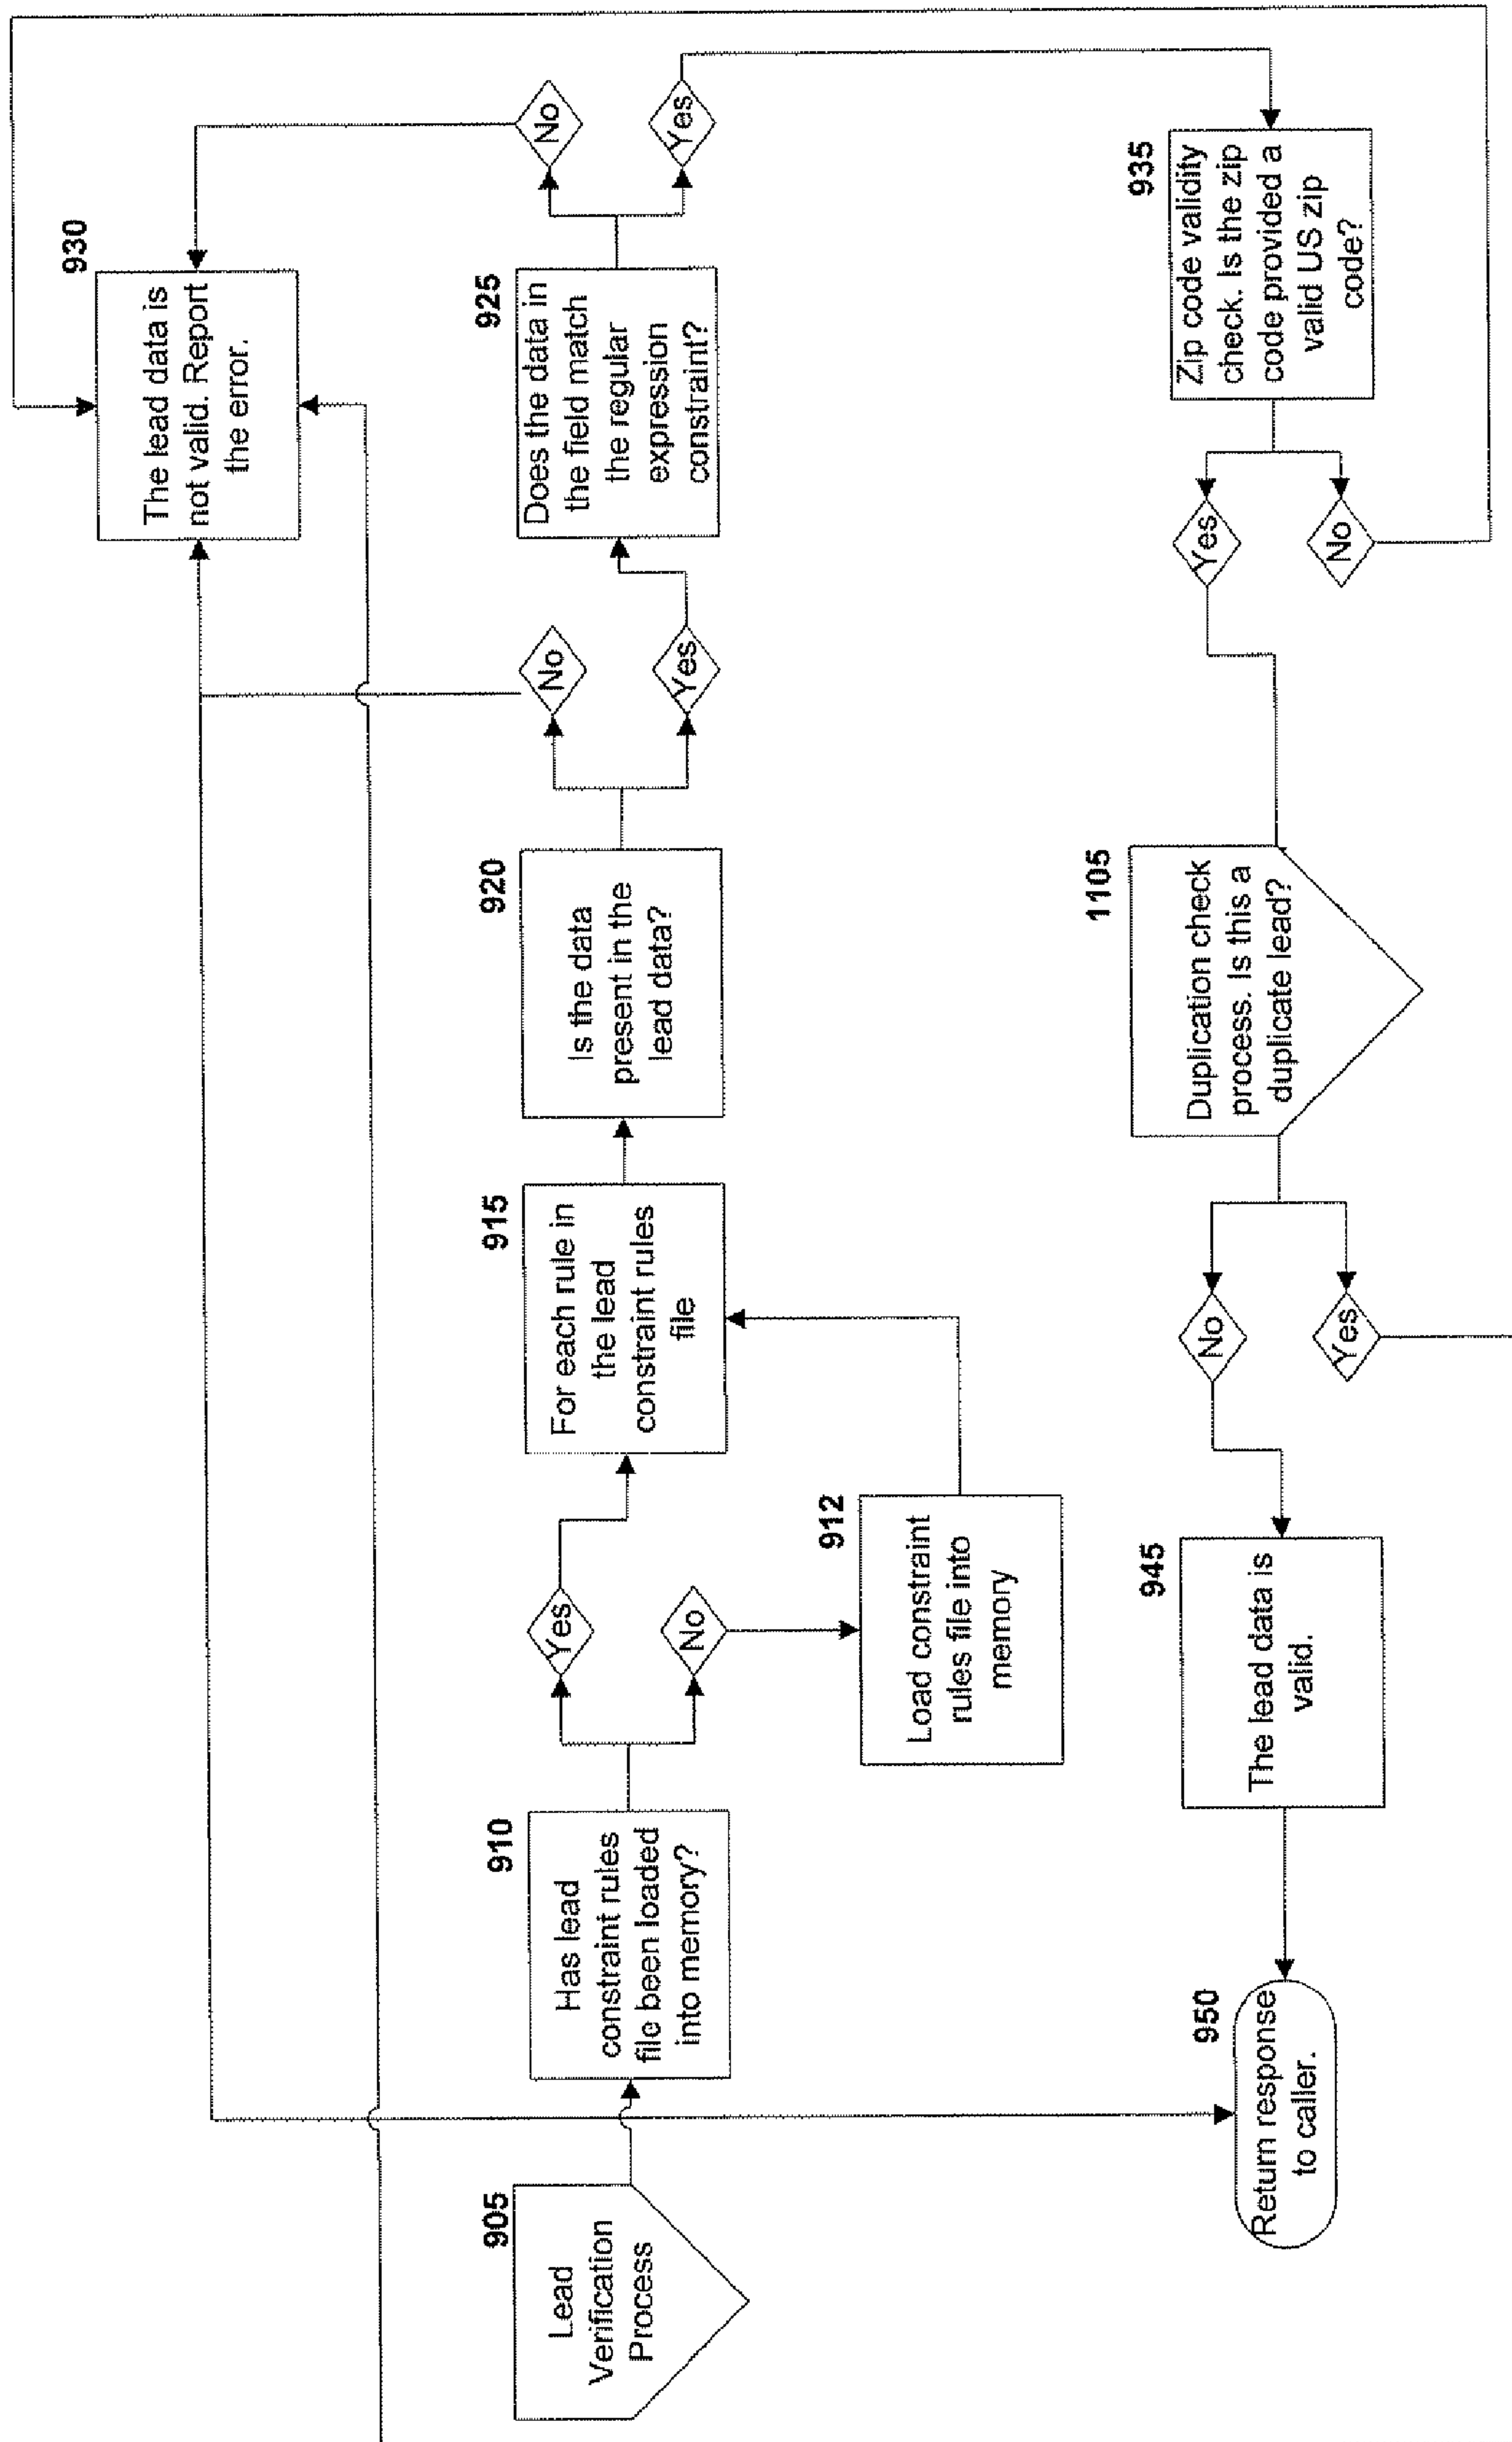 905
Lead
Verification
Process
910
Has lead
constraint rules
file been loaded
into memory?
Yes
No
912
Load constraint
rules file into
memory
915
For each rule in
the lead
constraint rules
file
920
Is the data
present in the
lead data?
No
Yes
925
Does the data in
the field match
the regular
expression
constraint?
No
Yes
930
The lead data is
not valid. Report
the error.
935
Zip code validity
check. Is the zip
code provided a
valid US zip
code?
Yes
No
1105
Duplication check
process. Is this a
duplicate lead?
No
Yes
945
The lead data is
valid.
950
Return response
to caller.